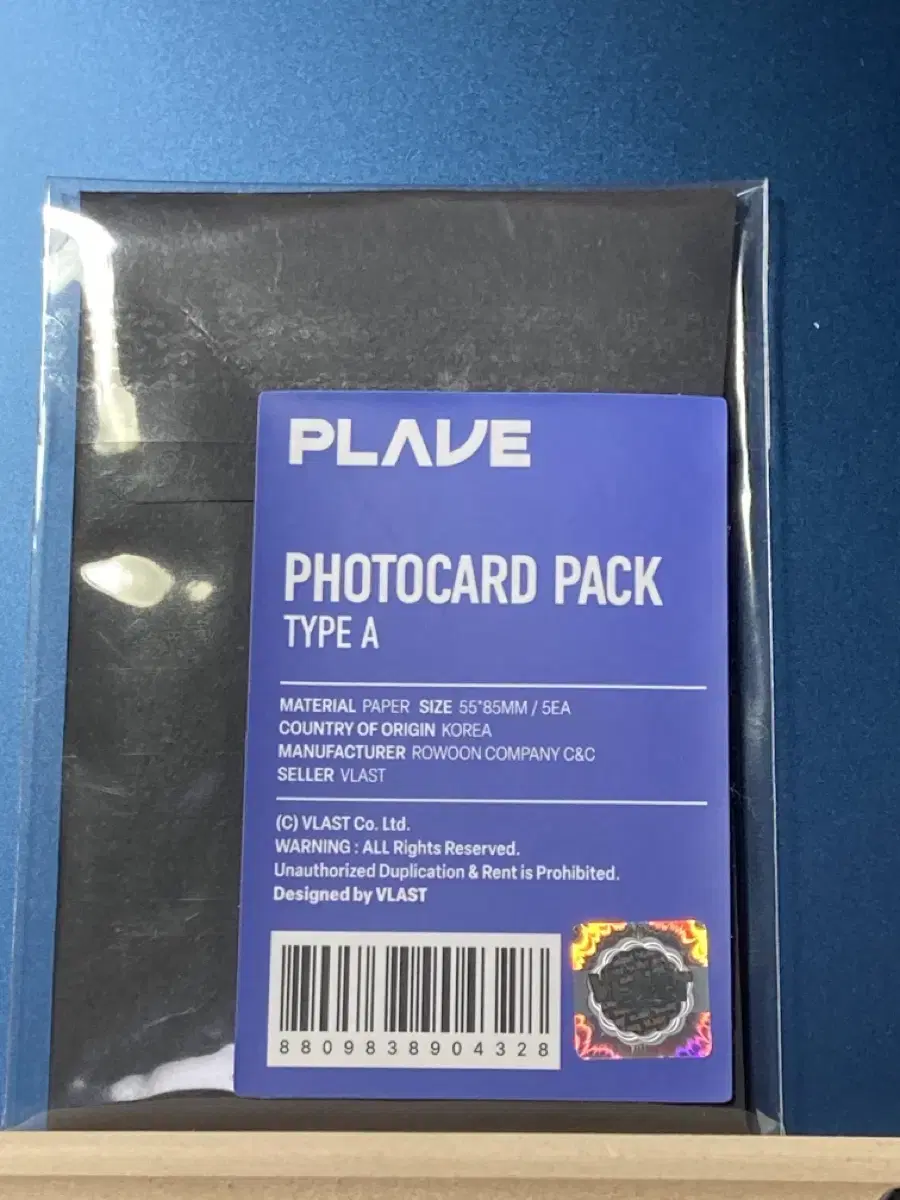 PLAVE
PHOTOCARD PACK
TYPE A
MATERIAL PAPER SIZE 55*85MM / 5EA
COUNTRY OF ORIGIN KOREA
MANUFACTURER ROWOON COMPANY C&C
SELLER VLAST
(C) VLAST Co. Ltd.
WARNING : ALL Rights Reserved.
Unauthorized Duplication & Rent is Prohibited.
Designed by VLAST
8809838904328